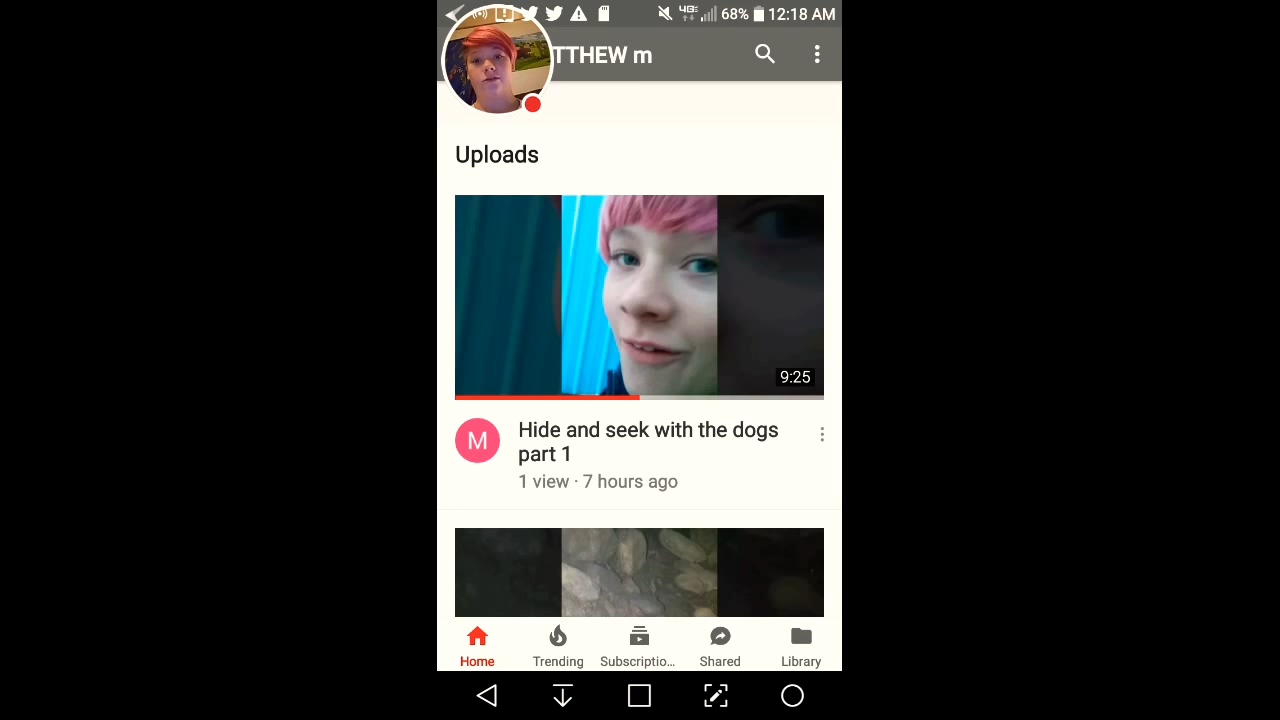 4G 68% 12:18 AM
TTHEW m
Uploads
9:25
M
Hide and seek with the dogs
part 1
1 view · 7 hours ago
Home
Trending
Subscriptio...
Shared
Library